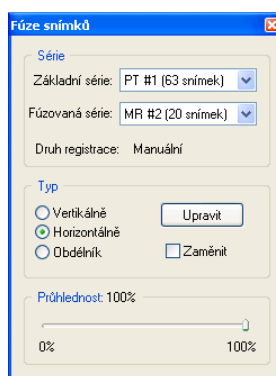 Fúze snímků
Série
Základní série: PT #1 (63 snímek)
Fúzovaná série: MR #2 (20 snímek)
Druh registrace: Manuální
Typ
Vertikálně
Upravit
Horizontálně
Obdélník
Zaměnit
Průhlednost: 100%
0% 100%